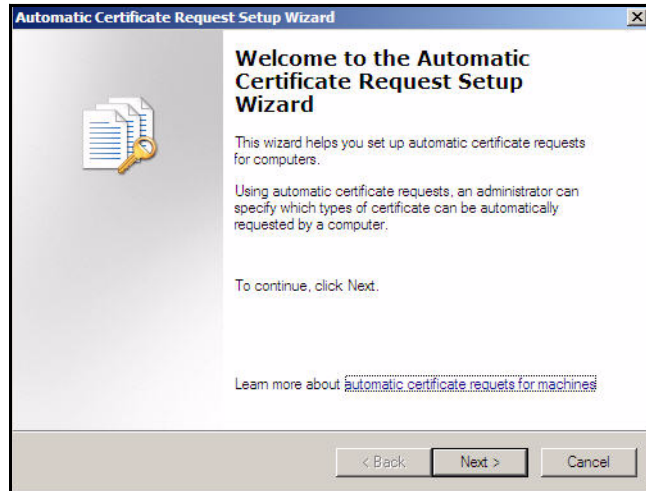 Automatic Certificate Request Setup Wizard
Welcome to the Automatic
Certificate Request Setup
Wizard
This wizard helps you set up automatic certificate requests
for computers.
Using automatic certificate requests, an administrator can
specify which types of certificate can be automatically
requested by a computer.
To continue, click Next.
Learn more about automatic certificate requets for machines
< Back Next > Cancel